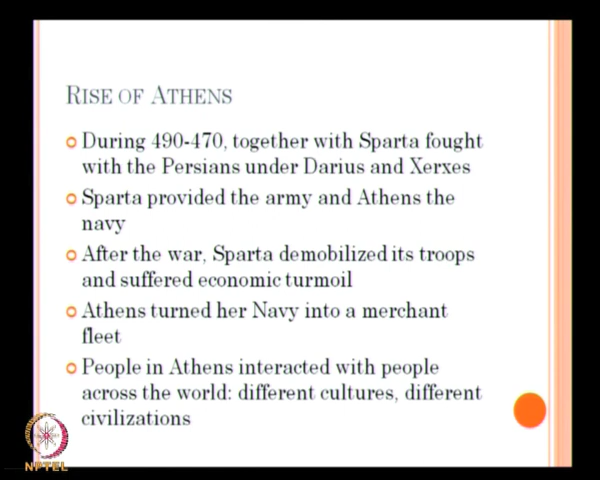 RISE OF ATHENS
During 490-470, together with Sparta fought
with the Persians under Darius and Xerxes
Sparta provided the army and Athens the
navy
After the war, Sparta demobilized its troops
and suffered economic turmoil
Athens turned her Navy into a merchant
fleet
People in Athens interacted with people
across the world: different cultures, different
civilizations
NPTEL